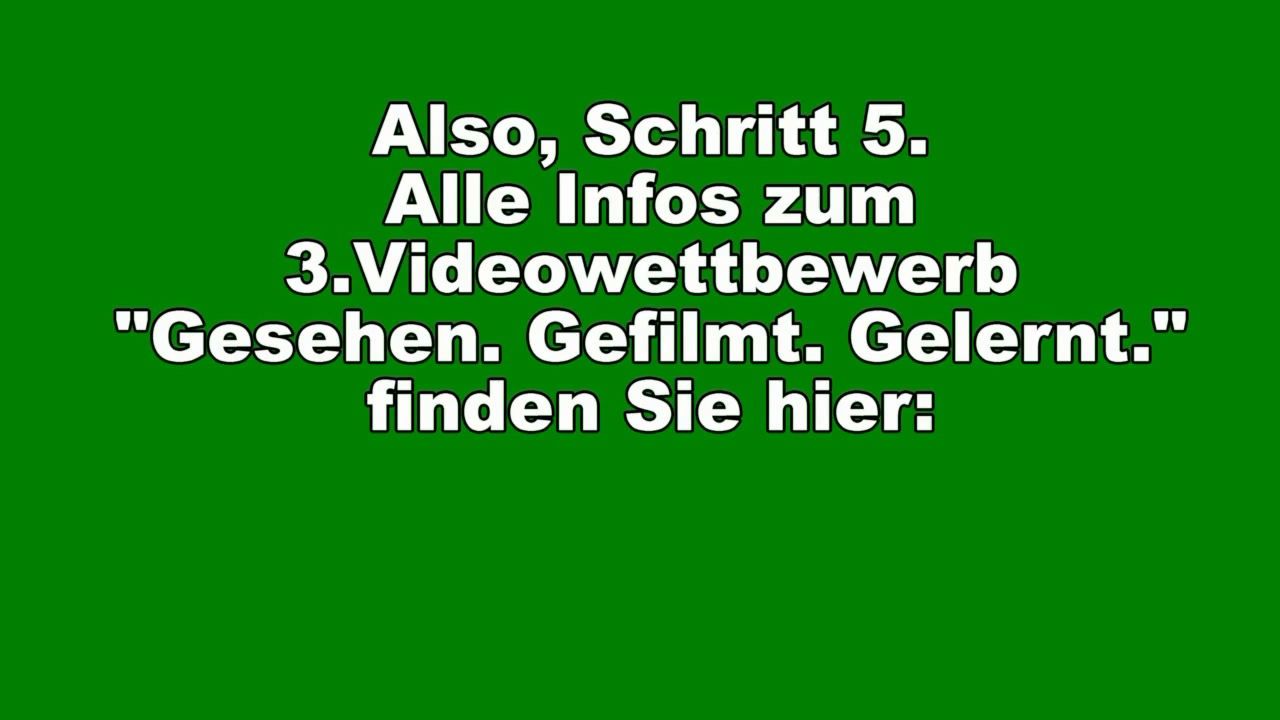 Also, Schritt 5.
Alle Infos zum
3.Videowettbewerb
"Gesehen. Gefilmt. Gelernt."
finden Sie hier: